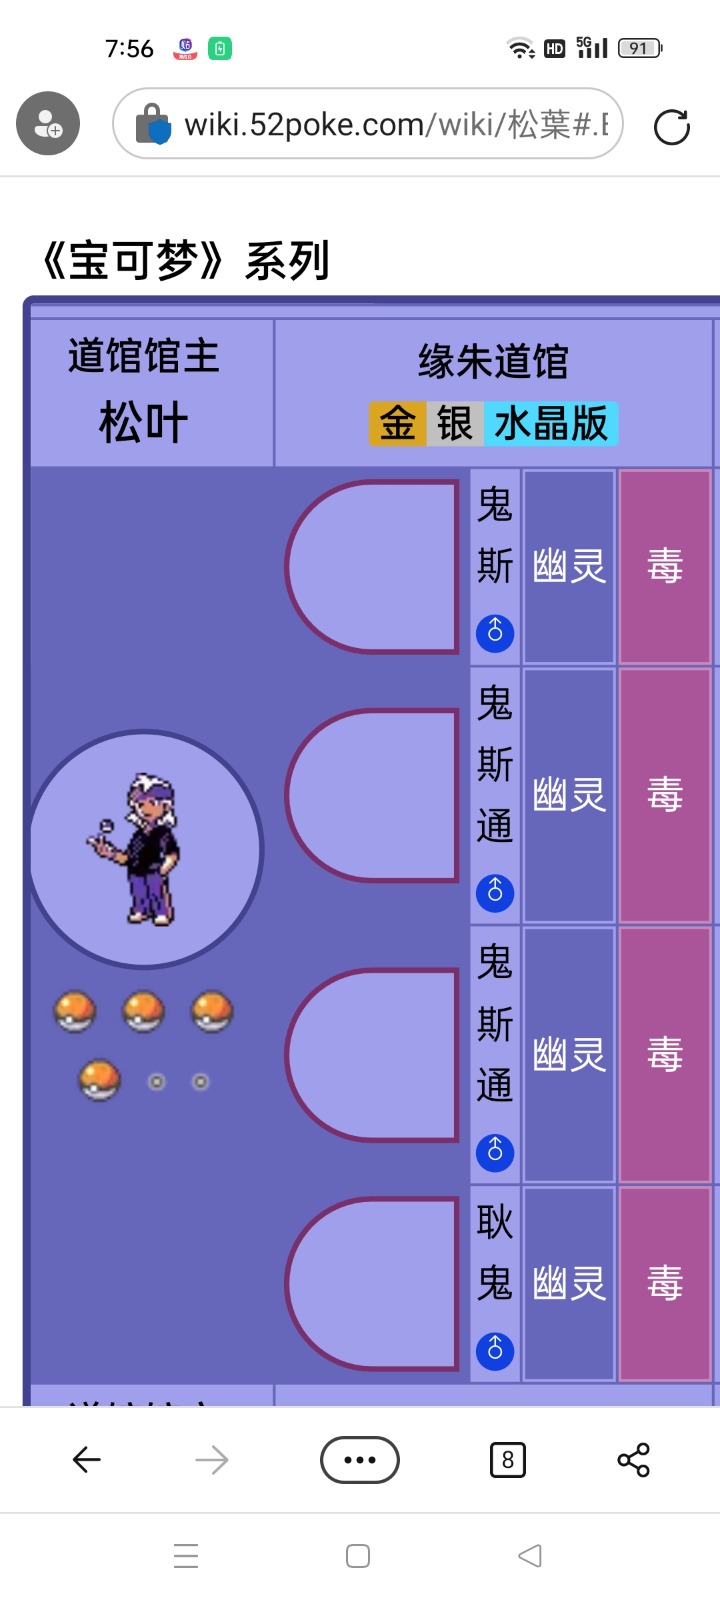 7:56
HD
5G
91
wiki.52poke.com/wiki/松葉#.E
《宝可梦》系列
道馆馆主
松叶
缘朱道馆
金 银 水晶版
鬼斯
幽灵
毒
鬼斯通
幽灵
毒
鬼斯通
幽灵
毒
耿鬼
幽灵
毒
8